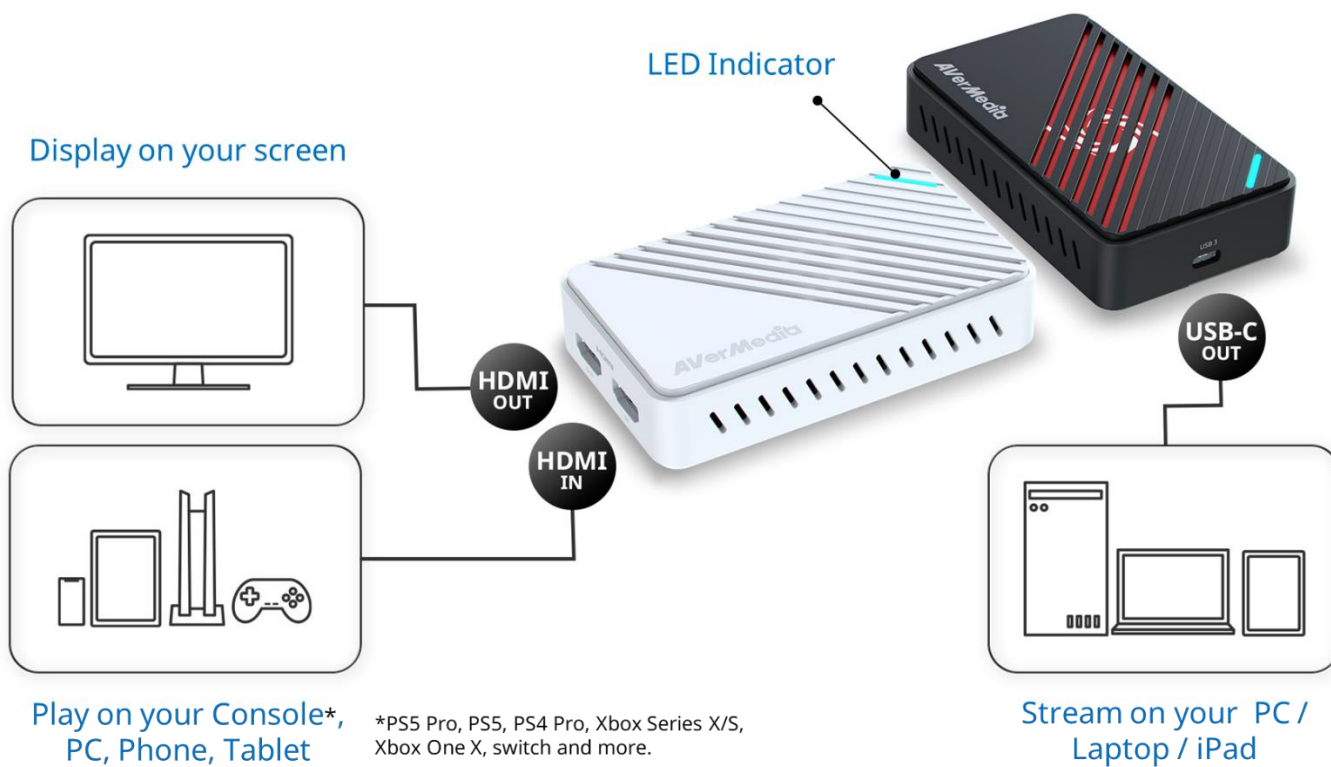 LED Indicator
AVerMedia
Display on your screen
USB 3
USB-C
OUT
HDMI
OUT
AVerMedia
HDMI
IN
Play on your Console*,
PC, Phone, Tablet
*PS5 Pro, PS5, PS4 Pro, Xbox Series X/S,
Xbox One X, switch and more.
Stream on your PC /
Laptop / iPad